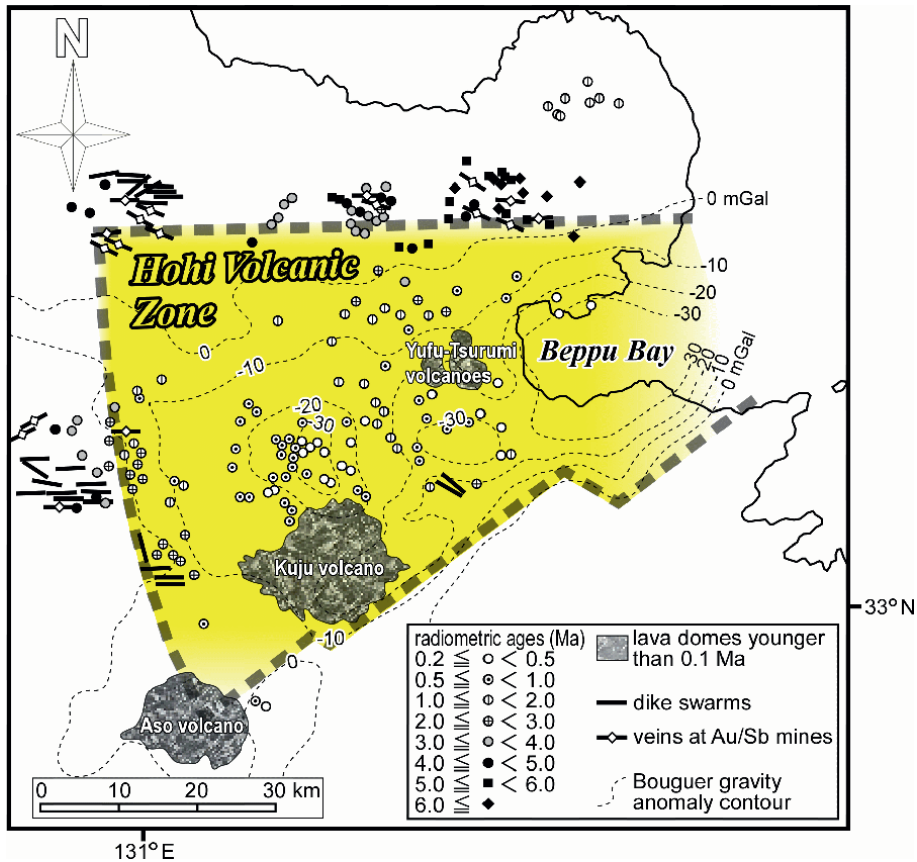 N
0 mGal
-10
-20
-30
Hohi Volcanic
Zone
0
-10
Yufu-Tsurumi
volcanoes
Beppu Bay
-30
-20
-10
0 mGal
-20
-30
-30
Kuju volcano
-10
0
Aso volcano
33°N
radiometric ages (Ma)
0.2 ≦ < 0.5
0.5 ≦ < 1.0
1.0 ≦ < 2.0
2.0 ≦ < 3.0
3.0 ≦ < 4.0
4.0 ≦ < 5.0
5.0 ≦ < 6.0
6.0 ≦
lava domes younger
than 0.1 Ma
dike swarms
veins at Au/Sb mines
Bouguer gravity
anomaly contour
0 10 20 30 km
131°E